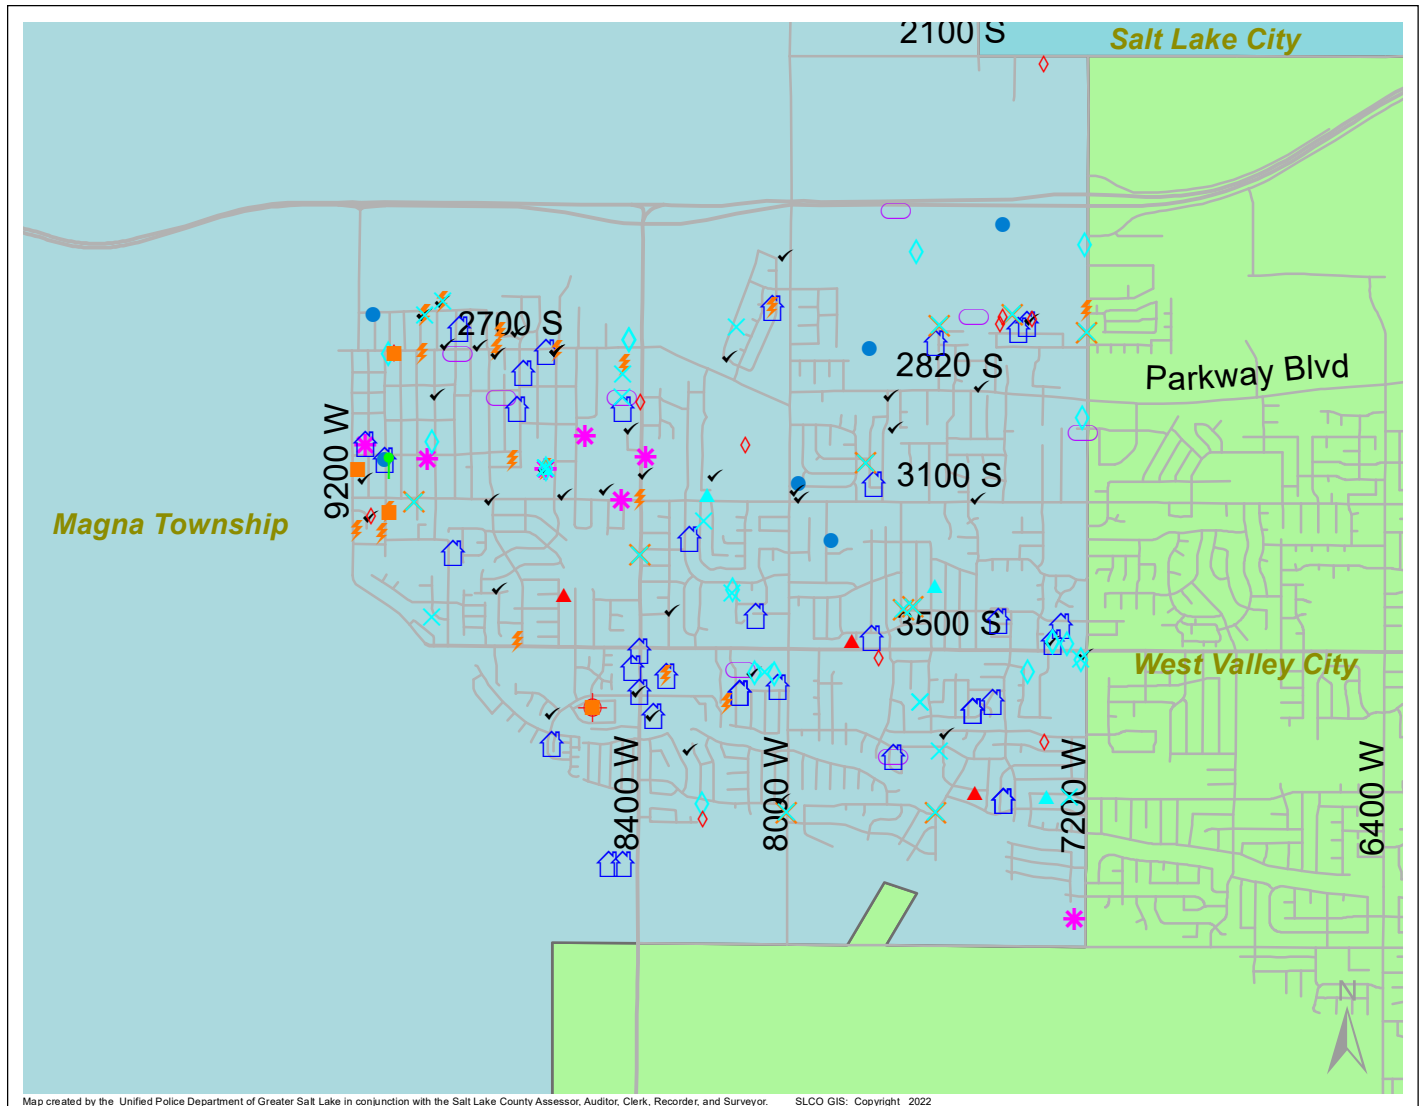 2100 S
Salt Lake City
2700 S
2820 S
Parkway Blvd
9200 W
3100 S
Magna Township
3500 S
West Valley City
8400 W
8000 W
7200 W
6400 W
N
Map created by the Unified Police Department of Greater Salt Lake in conjunction with the Salt Lake County Assessor, Auditor, Clerk, Recorder, and Surveyor. SLCO GIS: Copyright 2022